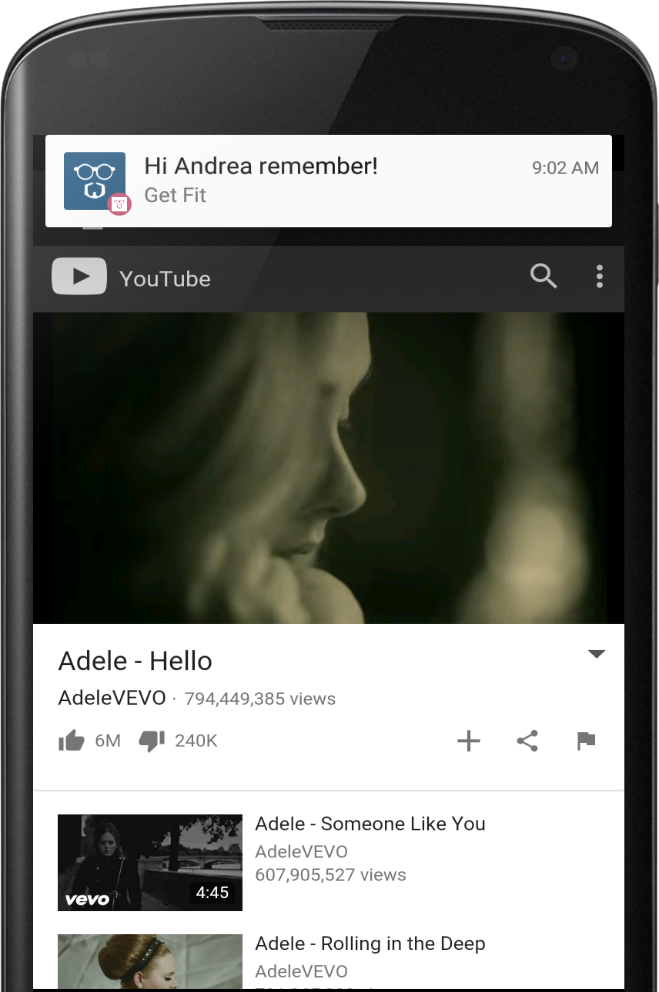 Hi Andrea remember!
9:02 AM
Get Fit
YouTube
Adele - Hello
AdeleVEVO · 794,449,385 views
6M 240K
Adele - Someone Like You
AdeleVEVO
607,905,527 views
vevo 4:45
Adele - Rolling in the Deep
AdeleVEVO